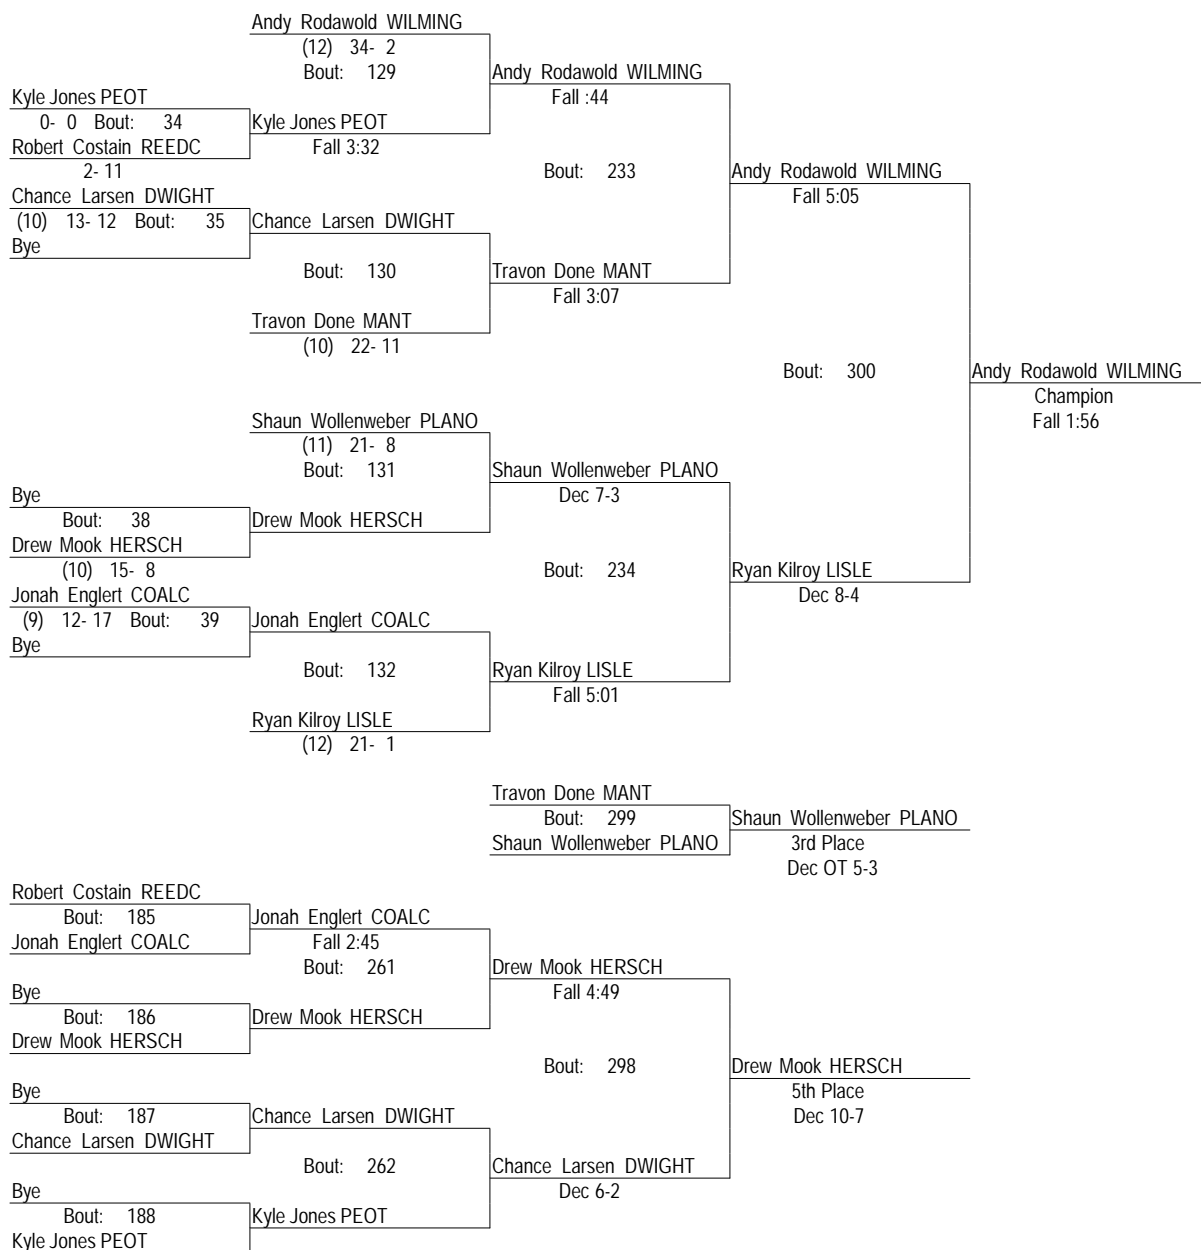 Andy Rodawold WILMING
(12) 34- 2
Bout: 129
Andy Rodawold WILMING
Fall :44
Kyle Jones PEOT
0- 0 Bout: 34
Kyle Jones PEOT
Robert Costain REEDC
Fall 3:32
2- 11
Bout: 233
Andy Rodawold WILMING
Chance Larsen DWIGHT
Fall 5:05
(10) 13- 12 Bout: 35
Chance Larsen DWIGHT
Bye
Bout: 130
Travon Done MANT
Fall 3:07
Travon Done MANT
(10) 22- 11
Bout: 300
Andy Rodawold WILMING
Champion
Fall 1:56
Shaun Wollenweber PLANO
(11) 21- 8
Bout: 131
Shaun Wollenweber PLANO
Dec 7-3
Bye
Bout: 38
Drew Mook HERSCH
Drew Mook HERSCH
(10) 15- 8
Bout: 234
Ryan Kilroy LISLE
Dec 8-4
Jonah Englert COALC
(9) 12- 17 Bout: 39
Jonah Englert COALC
Bye
Bout: 132
Ryan Kilroy LISLE
Fall 5:01
Ryan Kilroy LISLE
(12) 21- 1
Travon Done MANT
Bout: 299
Shaun Wollenweber PLANO
Shaun Wollenweber PLANO
3rd Place
Dec OT 5-3
Robert Costain REEDC
Bout: 185
Jonah Englert COALC
Jonah Englert COALC
Fall 2:45
Bout: 261
Drew Mook HERSCH
Fall 4:49
Bye
Bout: 186
Drew Mook HERSCH
Drew Mook HERSCH
Bout: 298
Drew Mook HERSCH
5th Place
Dec 10-7
Bye
Bout: 187
Chance Larsen DWIGHT
Chance Larsen DWIGHT
Bout: 262
Chance Larsen DWIGHT
Dec 6-2
Bye
Bout: 188
Kyle Jones PEOT
Kyle Jones PEOT